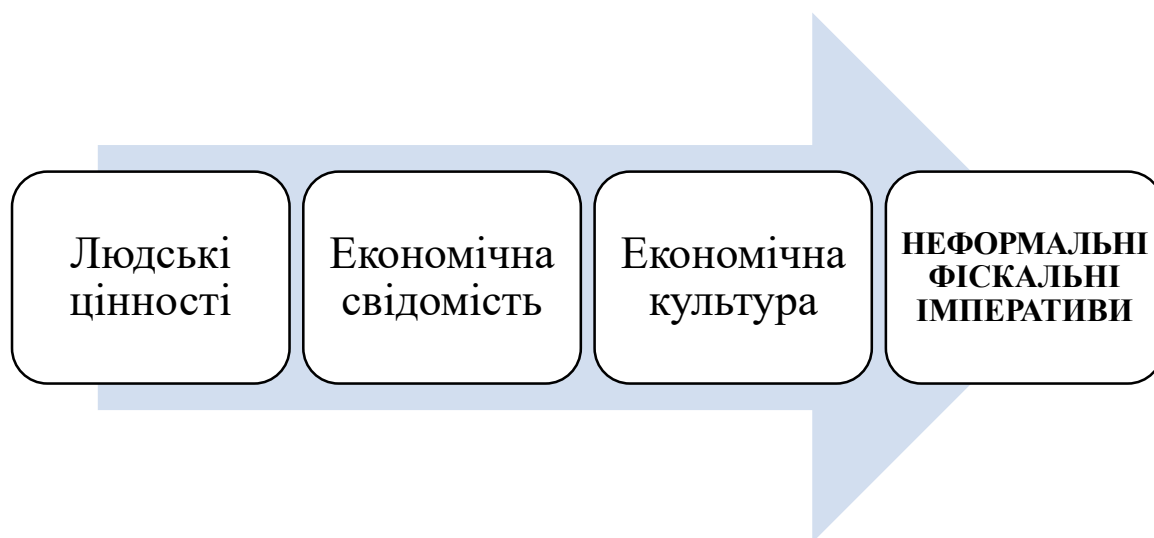 Людські
цінності
Економічна
свідомість
Економічна
культура
НЕФОРМАЛЬНІ
ФІСКАЛЬНІ
ІМПЕРАТИВИ